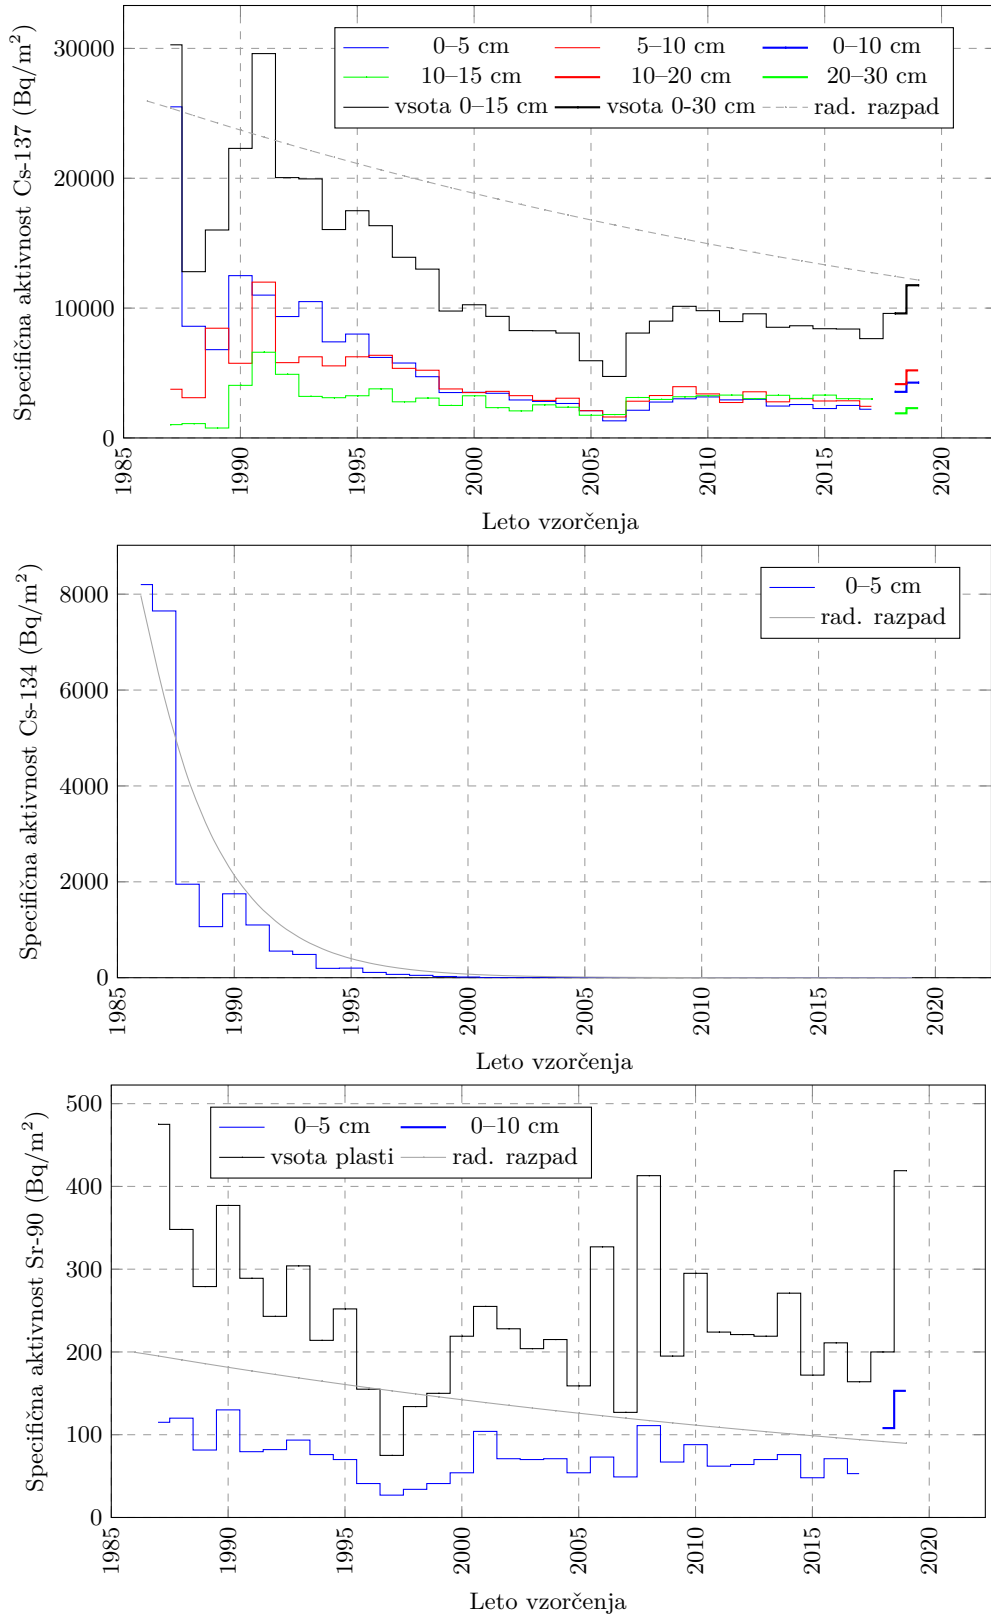 Specifična aktivnost Cs-137 (Bq/m²)
30000
20000
10000
0
0–5 cm 5–10 cm 0–10 cm
10–15 cm 10–20 cm 20–30 cm
vsota 0–15 cm vsota 0-30 cm rad. razpad
1985 1990 1995 2000 2005 2010 2015 2020
Leto vzorčenja
Specifična aktivnost Cs-134 (Bq/m²)
8000
6000
4000
2000
0
0–5 cm
rad. razpad
1985 1990 1995 2000 2005 2010 2015 2020
Leto vzorčenja
Specifična aktivnost Sr-90 (Bq/m²)
500
400
300
200
100
0
0–5 cm 0–10 cm
vsota plasti rad. razpad
1985 1990 1995 2000 2005 2010 2015 2020
Leto vzorčenja